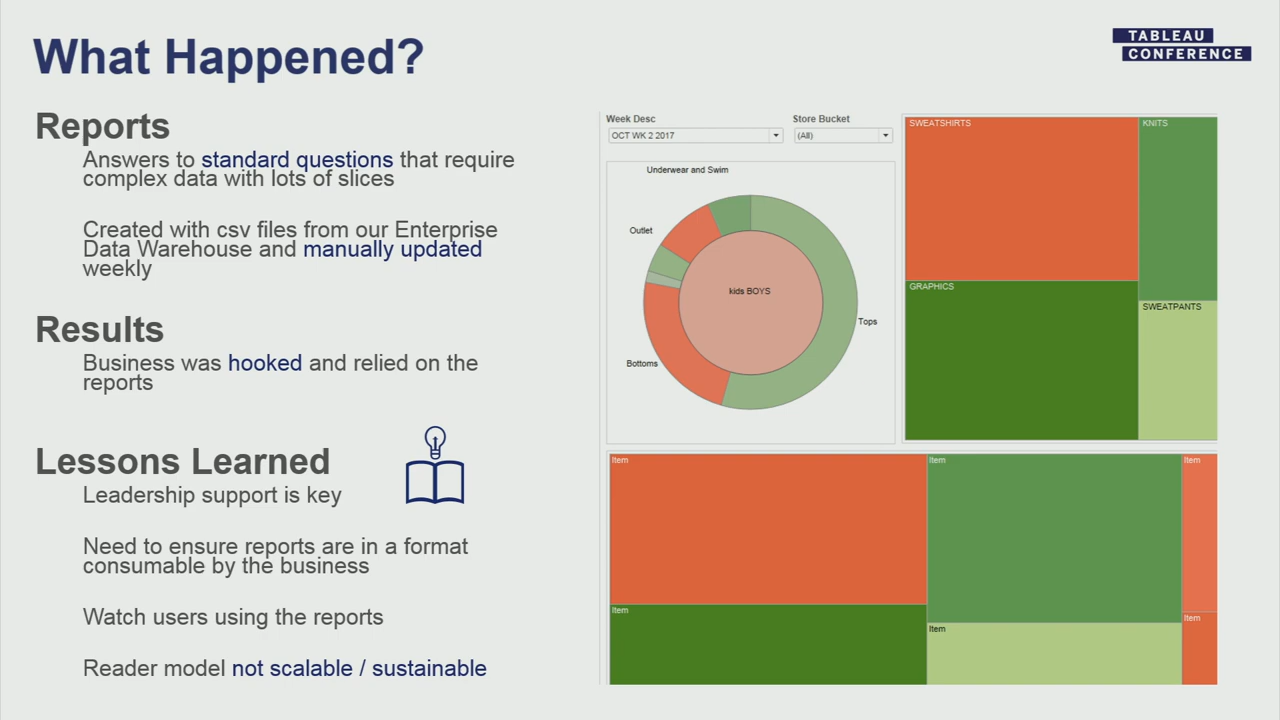 What Happened?
TABLEAU
CONFERENCE
Reports
Answers to standard questions that require
complex data with lots of slices
Created with csv files from our Enterprise
Data Warehouse and manually updated
weekly
Results
Business was hooked and relied on the
reports
Lessons Learned
Leadership support is key
Need to ensure reports are in a format
consumable by the business
Watch users using the reports
Reader model not scalable / sustainable
Week Desc
Store Bucket
OCT WK 2 2017
(All)
Underwear and Swim
Outlet
kids BOYS
Tops
Bottoms
SWEATSHIRTS
KNITS
GRAPHICS
SWEATPANTS
Item
Item
Item
Item
Item
Item